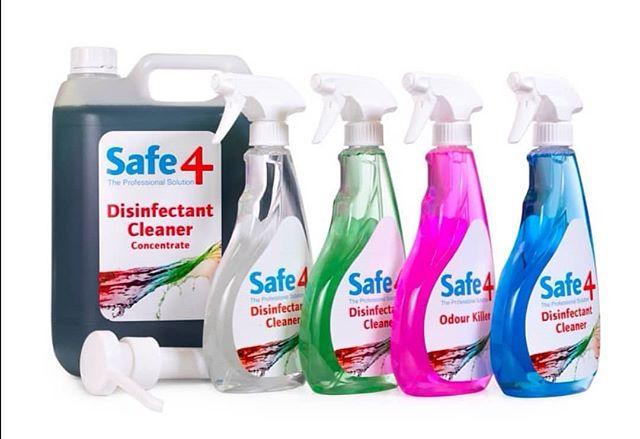 Safe4
The Professional Solution
Disinfectant
Cleaner
Concentrate
Safe4
The Professional Solution
Disinfectant
Cleaner
Safe4
The Professional Solution
Disinfecta
Cleane
Safe4
The Professional Solution
Odour Killer
Safe4
The Professional Solution
Disinfectant
Cleaner